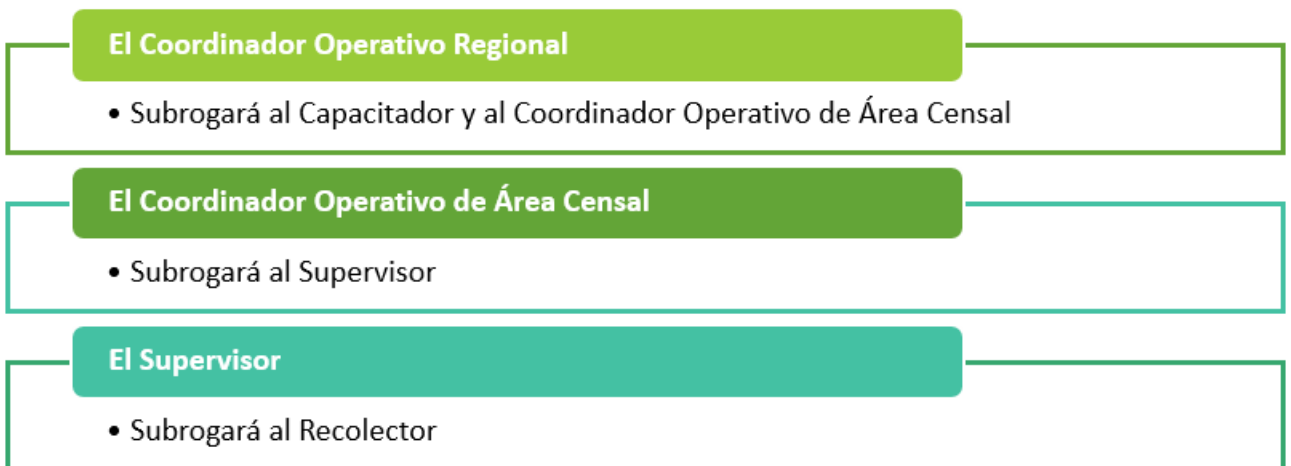 El Coordinador Operativo Regional
• Subrogará al Capacitador y al Coordinador Operativo de Área Censal
El Coordinador Operativo de Área Censal
• Subrogará al Supervisor
El Supervisor
• Subrogará al Recolector